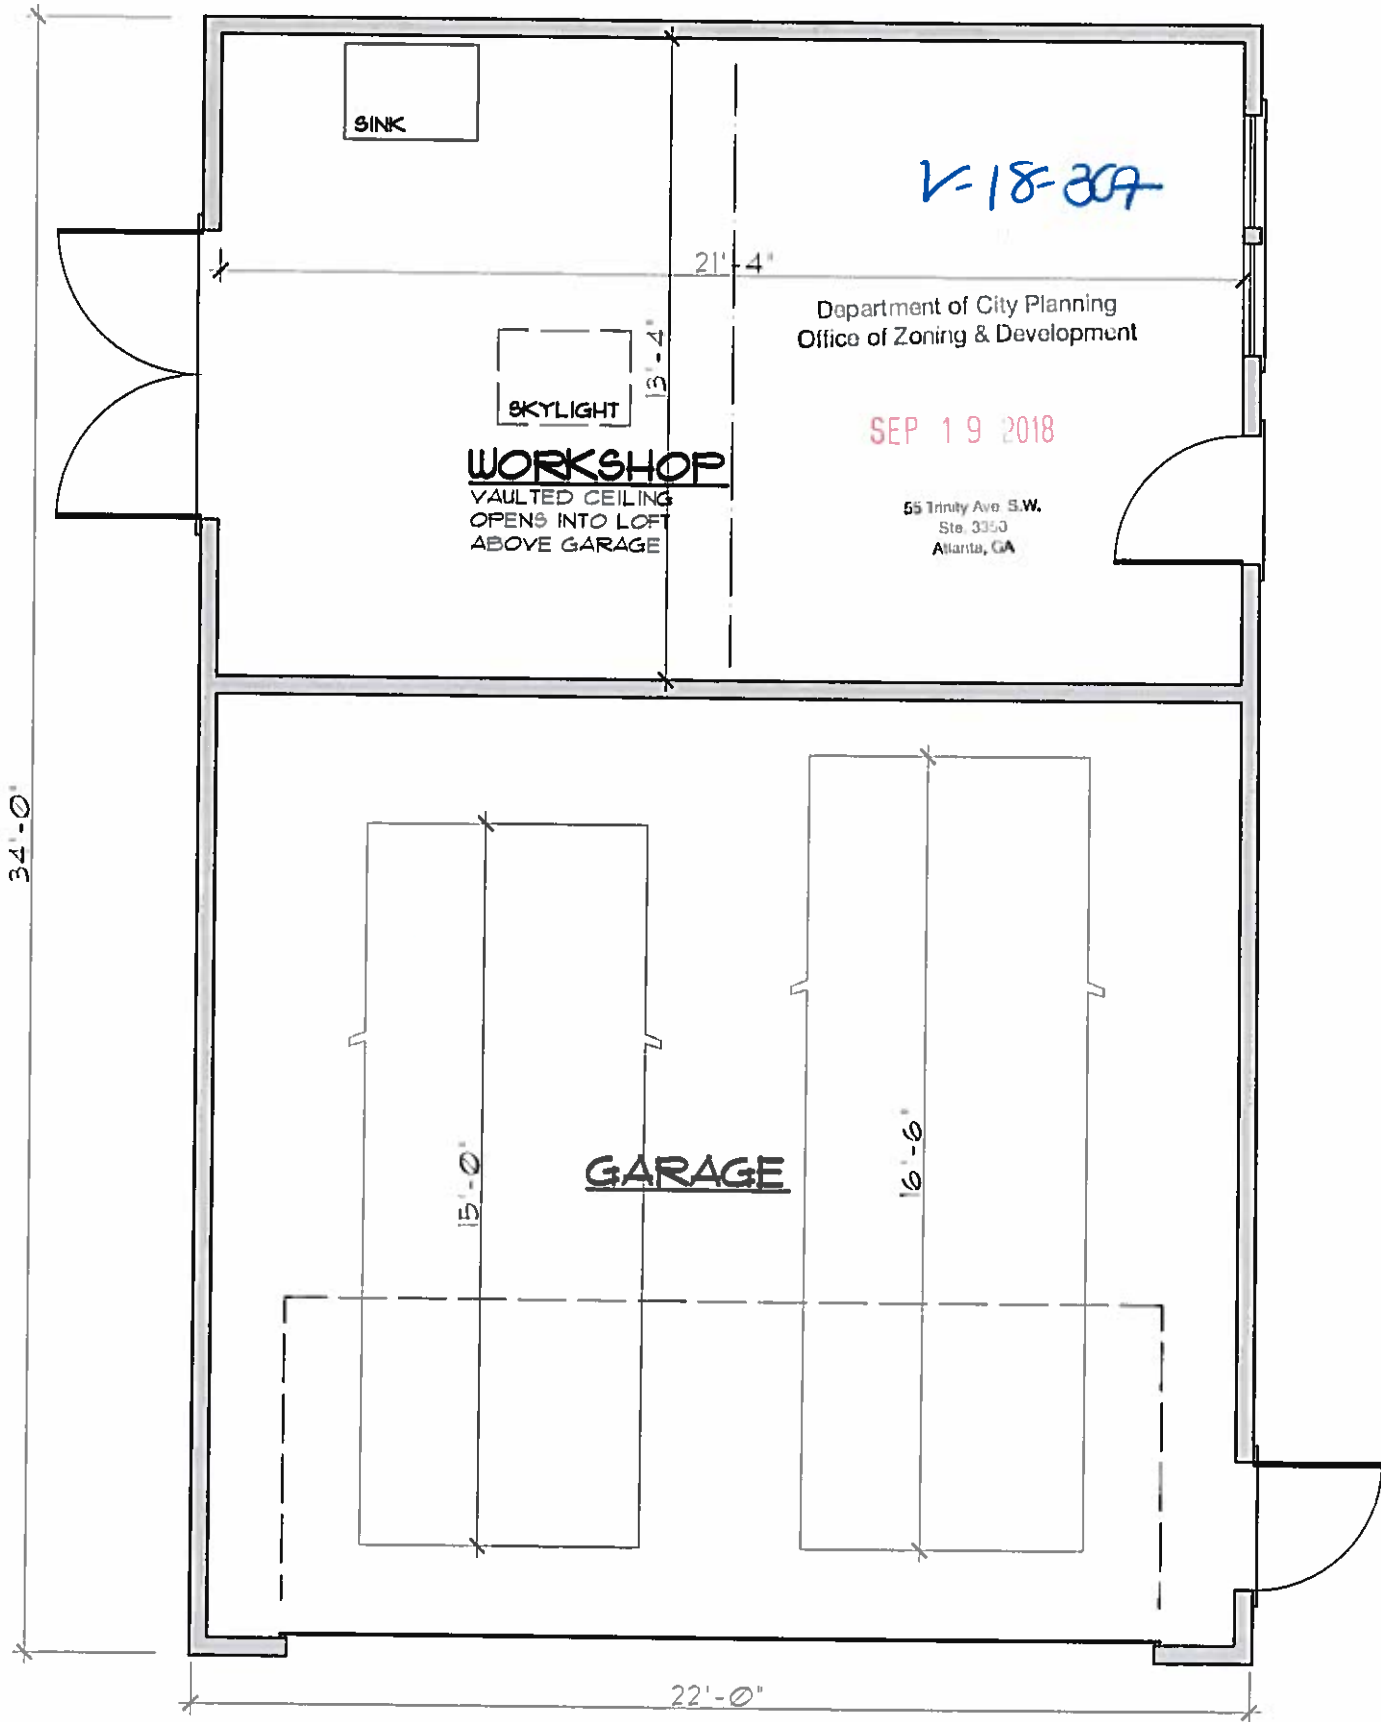 SINK
V-18-307
21'-4"
Department of City Planning
Office of Zoning & Development
13'-4"
SKYLIGHT
SEP 19 2018
WORKSHOP
VAULTED CEILING
OPENS INTO LOFT
ABOVE GARAGE
55 Trinity Ave S.W.
Ste. 3350
Atlanta, GA
34'-0"
15'-0"
GARAGE
16'-6"
22'-0"